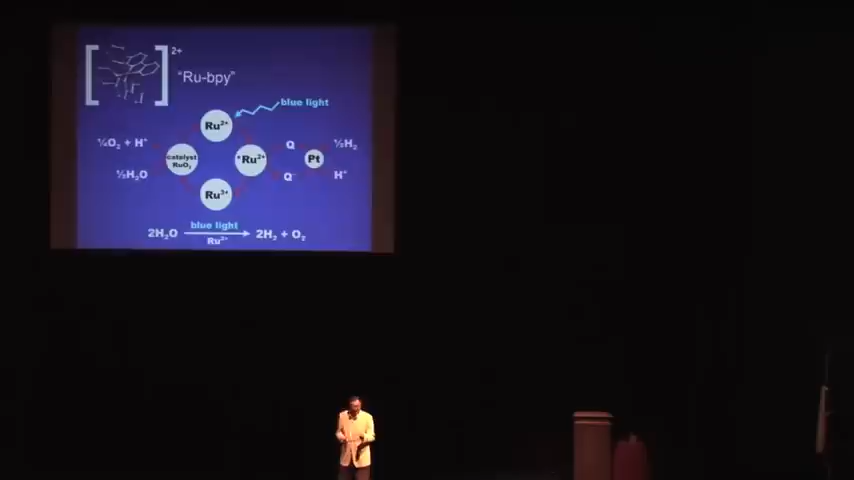 2+
"Ru-bpy"
blue light
Ru²⁺
¼O₂ + H⁺
Q
½H₂
catalyst
RuO₂
*Ru²⁺
Pt
½H₂O
Q⁻
H⁺
Ru³⁺
blue light
2H₂O → 2H₂ + O₂
Ru²⁺